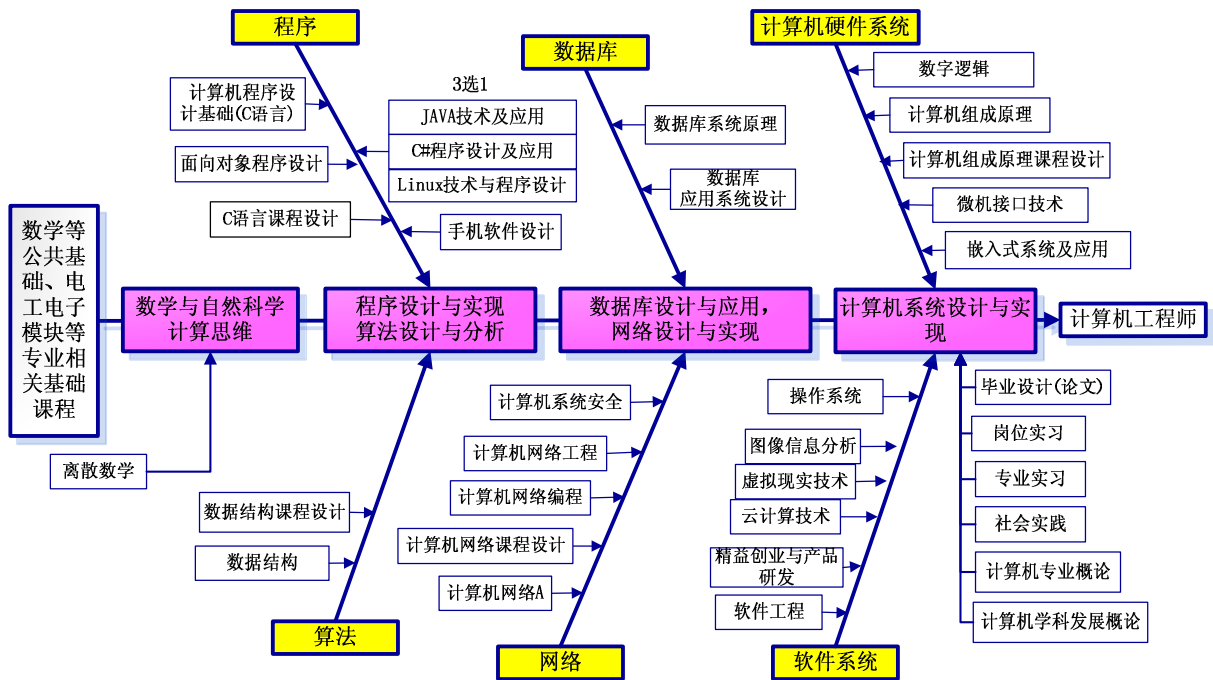 程序
计算机程序设
计基础(C语言)
面向对象程序设计
C语言课程设计
3选1
JAVA技术及应用
C#程序设计及应用
Linux技术与程序设计
手机软件设计
数据库
数据库系统原理
数据库
应用系统设计
计算机硬件系统
数字逻辑
计算机组成原理
计算机组成原理课程设计
微机接口技术
嵌入式系统及应用
数学等
公共基
础、电
工电子
模块等
专业相
关基础
课程
数学与自然科学
计算思维
程序设计与实现
算法设计与分析
数据库设计与应用,
网络设计与实现
计算机系统设计与实
现
计算机工程师
离散数学
数据结构课程设计
数据结构
算法
计算机系统安全
计算机网络工程
计算机网络编程
计算机网络课程设计
计算机网络A
网络
操作系统
图像信息分析
虚拟现实技术
云计算技术
精益创业与产品
研发
软件工程
软件系统
毕业设计(论文)
岗位实习
专业实习
社会实践
计算机专业概论
计算机学科发展概论